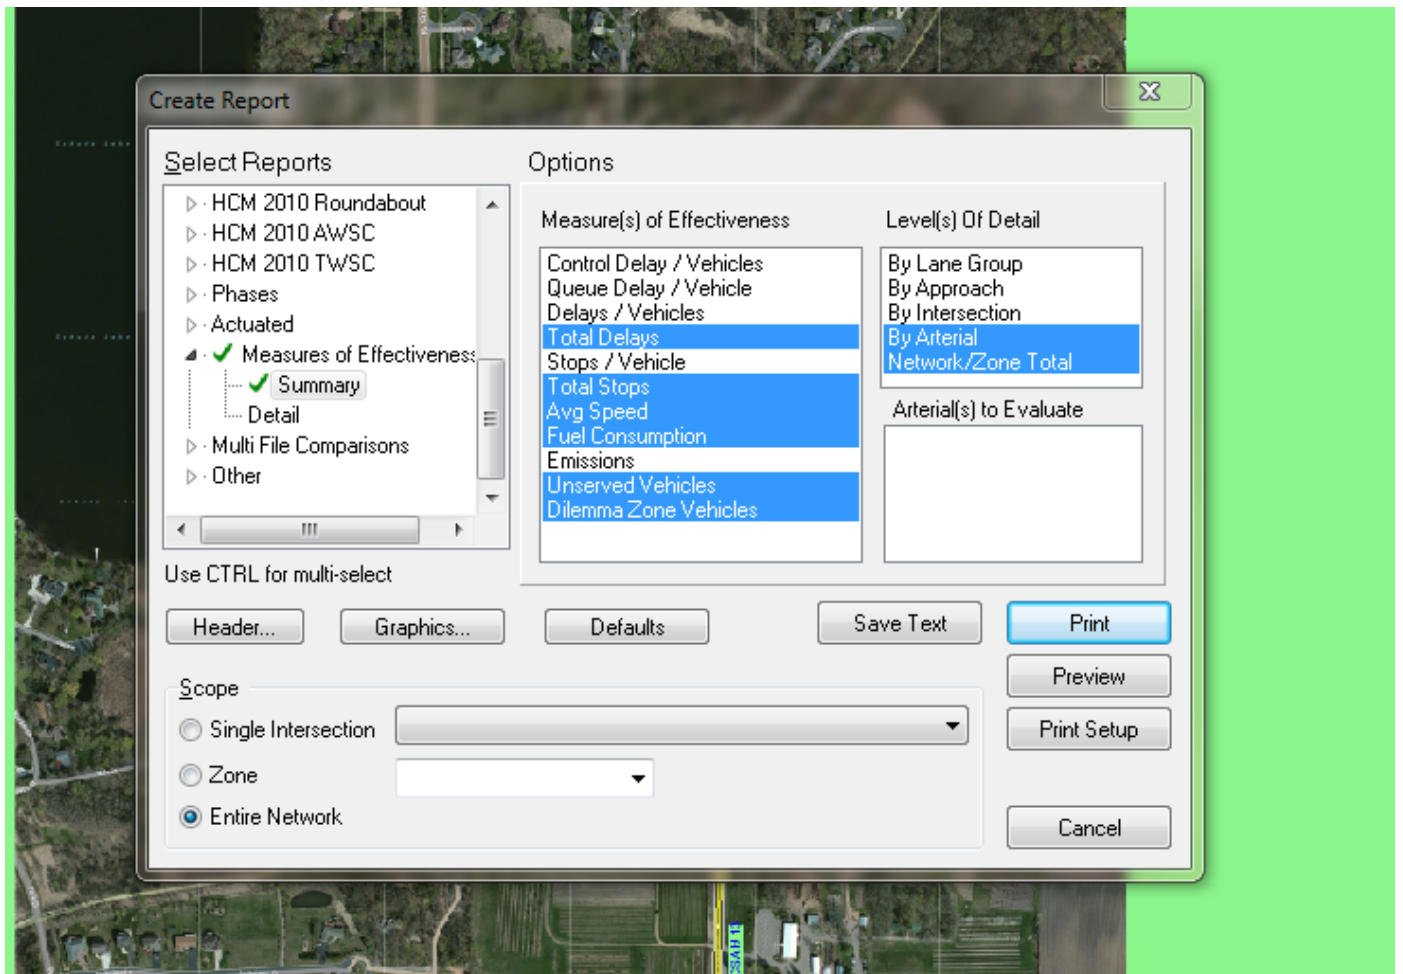 Create Report
Select Reports
HCM 2010 Roundabout
HCM 2010 AWSC
HCM 2010 TWSC
Phases
Actuated
Measures of Effectiveness
Summary
Detail
Multi File Comparisons
Other
Use CTRL for multi-select
Options
Measure(s) of Effectiveness
Control Delay / Vehicles
Queue Delay / Vehicle
Delays / Vehicles
Total Delays
Stops / Vehicle
Total Stops
Avg Speed
Fuel Consumption
Emissions
Unserved Vehicles
Dilemma Zone Vehicles
Level(s) Of Detail
By Lane Group
By Approach
By Intersection
By Arterial
Network/Zone Total
Arterial(s) to Evaluate
Header...
Graphics...
Defaults
Save Text
Print
Preview
Print Setup
Cancel
Scope
Single Intersection
Zone
Entire Network
CSAH 13